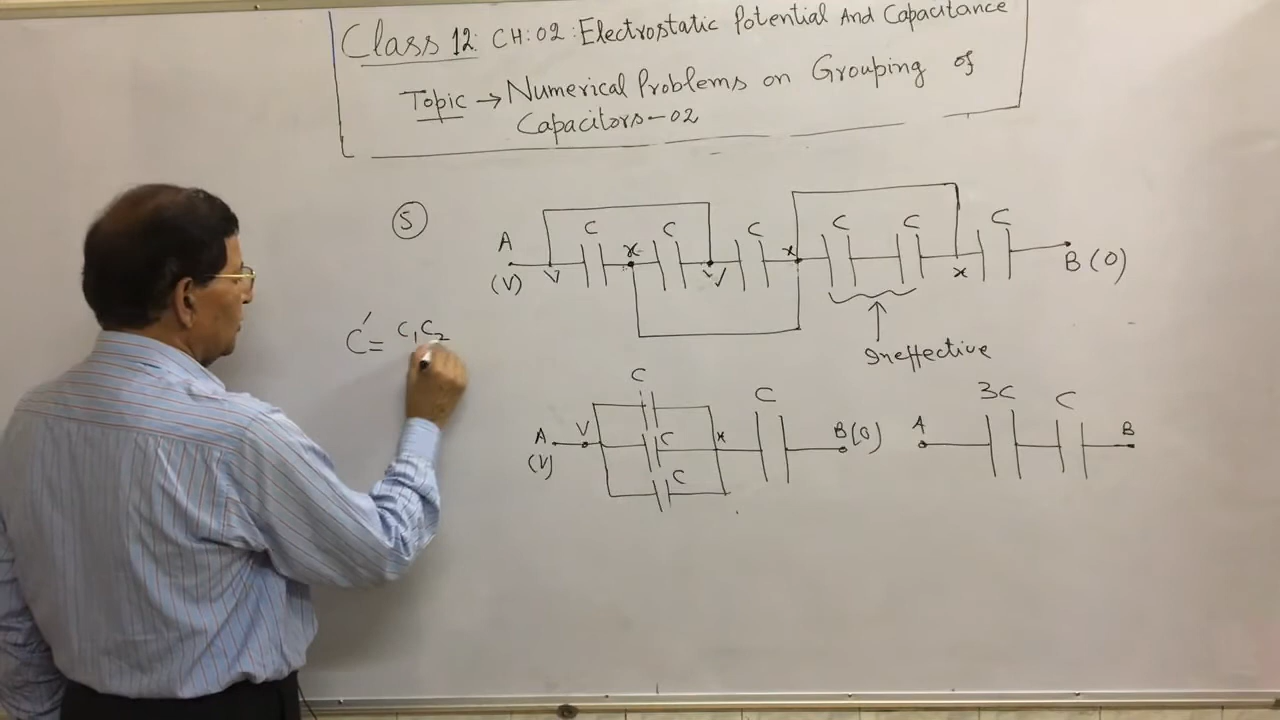 Class 12: CH:02: Electrostatic Potential And Capacitance
Topic → Numerical Problems on Grouping of
Capacitors-02
5
A C x C C x C C C
(V) V V x B(0)
Ineffective
C' = C₁C₂
C C 3C C
A V C x B(0) A B
(V) C